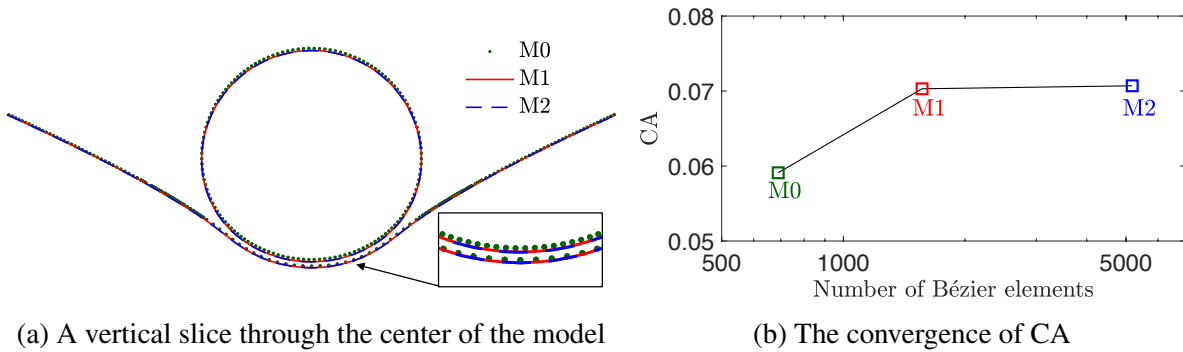 M0
M1
M2
(a) A vertical slice through the center of the model
0.08
0.07
0.06
0.05
CA
M0
M1
M2
500
1000
5000
Number of Bézier elements
(b) The convergence of CA